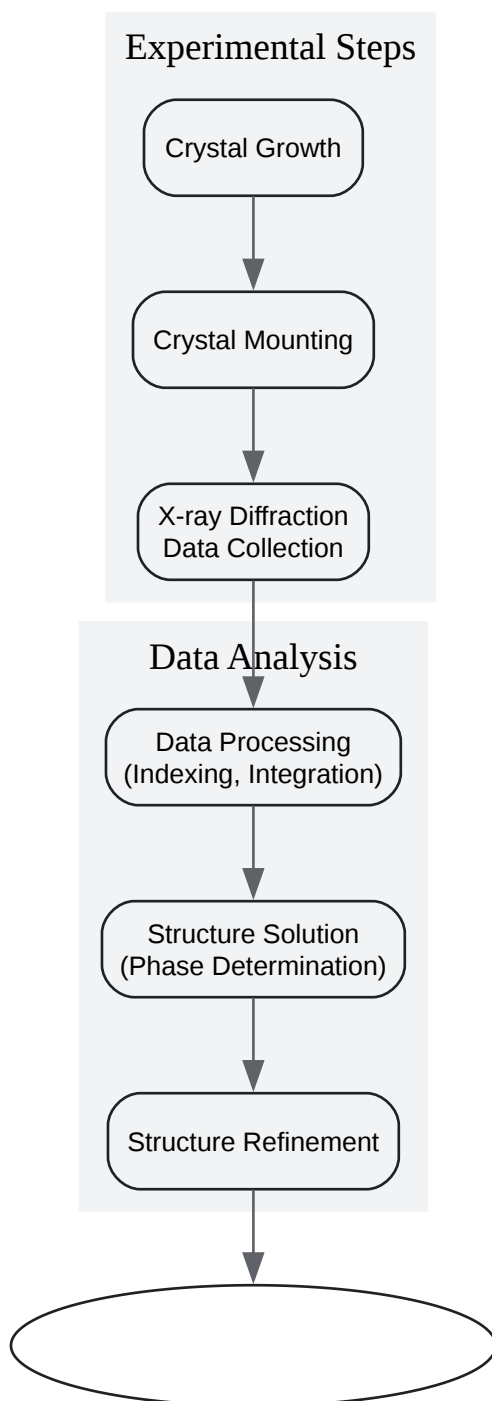 Experimental Steps
Crystal Growth
Crystal Mounting
X-ray Diffraction
Data Collection
Data Analysis
Data Processing
(Indexing, Integration)
Structure Solution
(Phase Determination)
Structure Refinement